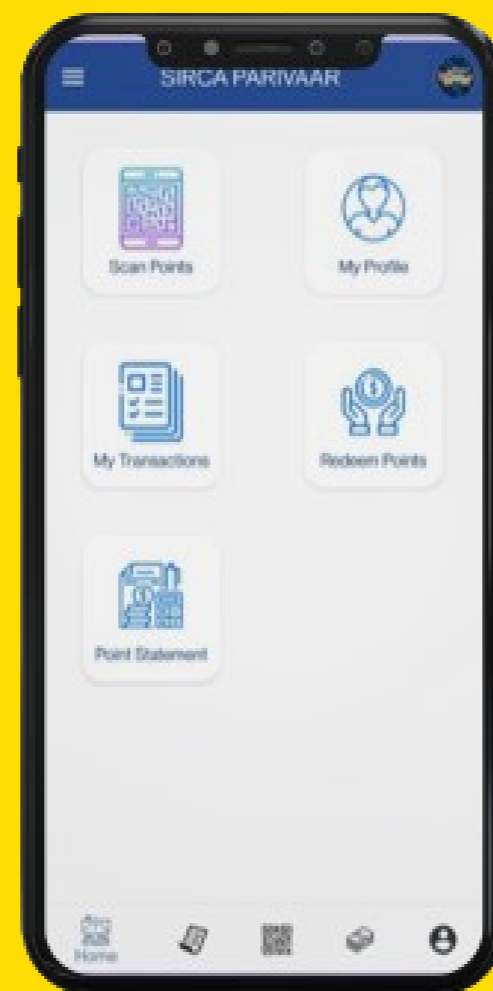 SIRCA PARIVAAR
Scan Points
My Profile
My Transactions
Redeem Points
Point Statement
Home